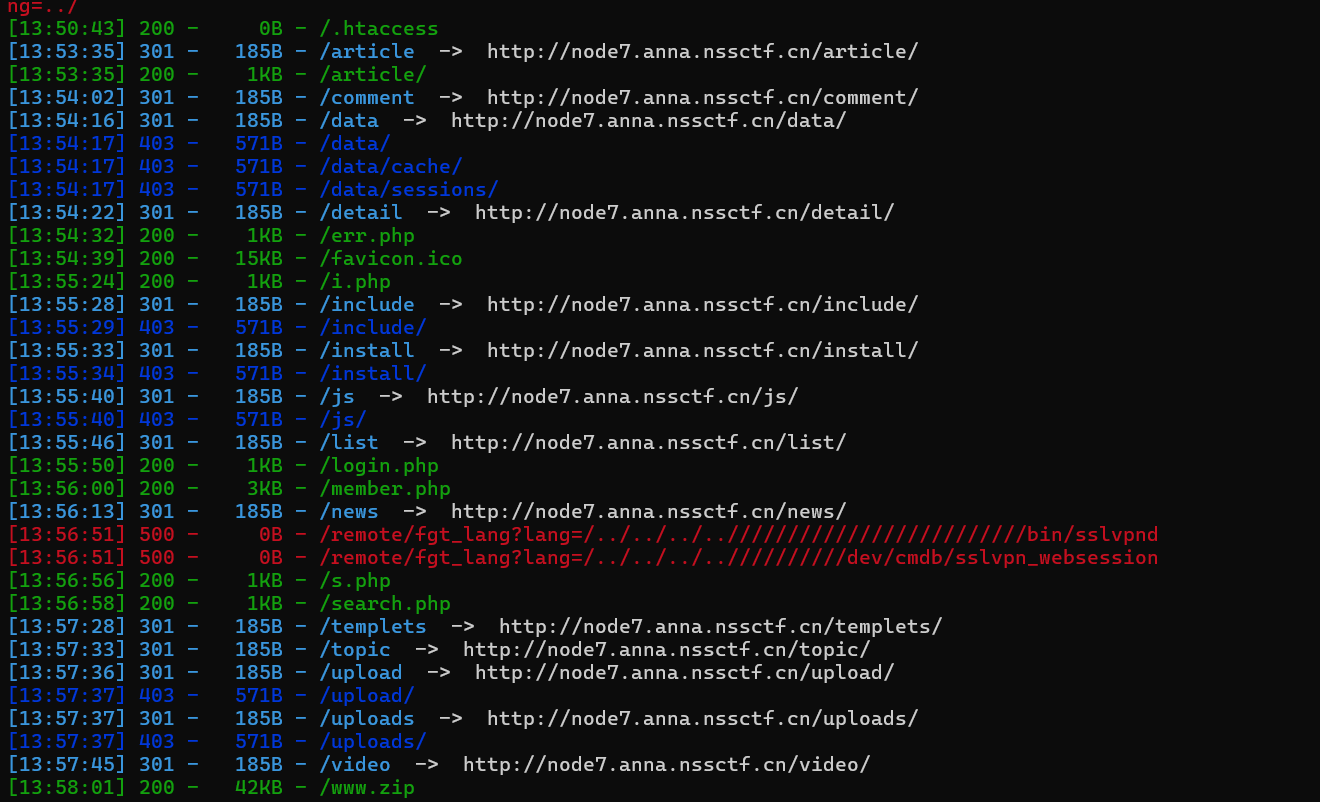 ng=../
[13:50:43] 200 -     0B - /.htaccess
[13:53:35] 301 -   185B - /article  ->  http://node7.anna.nssctf.cn/article/
[13:53:35] 200 -    1KB - /article/
[13:54:02] 301 -   185B - /comment  ->  http://node7.anna.nssctf.cn/comment/
[13:54:16] 301 -   185B - /data  ->  http://node7.anna.nssctf.cn/data/
[13:54:17] 403 -   571B - /data/
[13:54:17] 403 -   571B - /data/cache/
[13:54:17] 403 -   571B - /data/sessions/
[13:54:22] 301 -   185B - /detail  ->  http://node7.anna.nssctf.cn/detail/
[13:54:32] 200 -    1KB - /err.php
[13:54:39] 200 -   15KB - /favicon.ico
[13:55:24] 200 -    1KB - /i.php
[13:55:28] 301 -   185B - /include  ->  http://node7.anna.nssctf.cn/include/
[13:55:29] 403 -   571B - /include/
[13:55:33] 301 -   185B - /install  ->  http://node7.anna.nssctf.cn/install/
[13:55:34] 403 -   571B - /install/
[13:55:40] 301 -   185B - /js  ->  http://node7.anna.nssctf.cn/js/
[13:55:40] 403 -   571B - /js/
[13:55:46] 301 -   185B - /list  ->  http://node7.anna.nssctf.cn/list/
[13:55:50] 200 -    1KB - /login.php
[13:56:00] 200 -    3KB - /member.php
[13:56:13] 301 -   185B - /news  ->  http://node7.anna.nssctf.cn/news/
[13:56:51] 500 -     0B - /remote/fgt_lang?lang=/../../../..////////////////////////bin/sslvpnd
[13:56:51] 500 -     0B - /remote/fgt_lang?lang=/../../../..//////////dev/cmdb/sslvpn_websession
[13:56:56] 200 -    1KB - /s.php
[13:56:58] 200 -    1KB - /search.php
[13:57:28] 301 -   185B - /templets  ->  http://node7.anna.nssctf.cn/templets/
[13:57:33] 301 -   185B - /topic  ->  http://node7.anna.nssctf.cn/topic/
[13:57:36] 301 -   185B - /upload  ->  http://node7.anna.nssctf.cn/upload/
[13:57:37] 403 -   571B - /upload/
[13:57:37] 301 -   185B - /uploads  ->  http://node7.anna.nssctf.cn/uploads/
[13:57:37] 403 -   571B - /uploads/
[13:57:45] 301 -   185B - /video  ->  http://node7.anna.nssctf.cn/video/
[13:58:01] 200 -   42KB - /www.zip